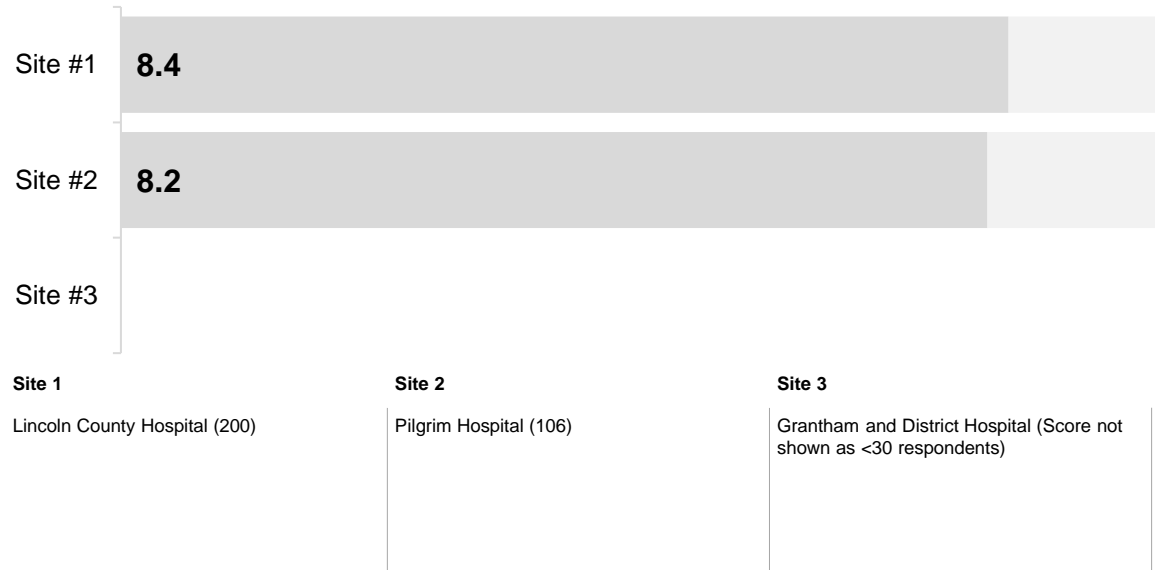 Site #1
8.4
Site #2
8.2
Site #3
Site 1
Site 2
Site 3
Lincoln County Hospital (200)
Pilgrim Hospital (106)
Grantham and District Hospital (Score not
shown as <30 respondents)